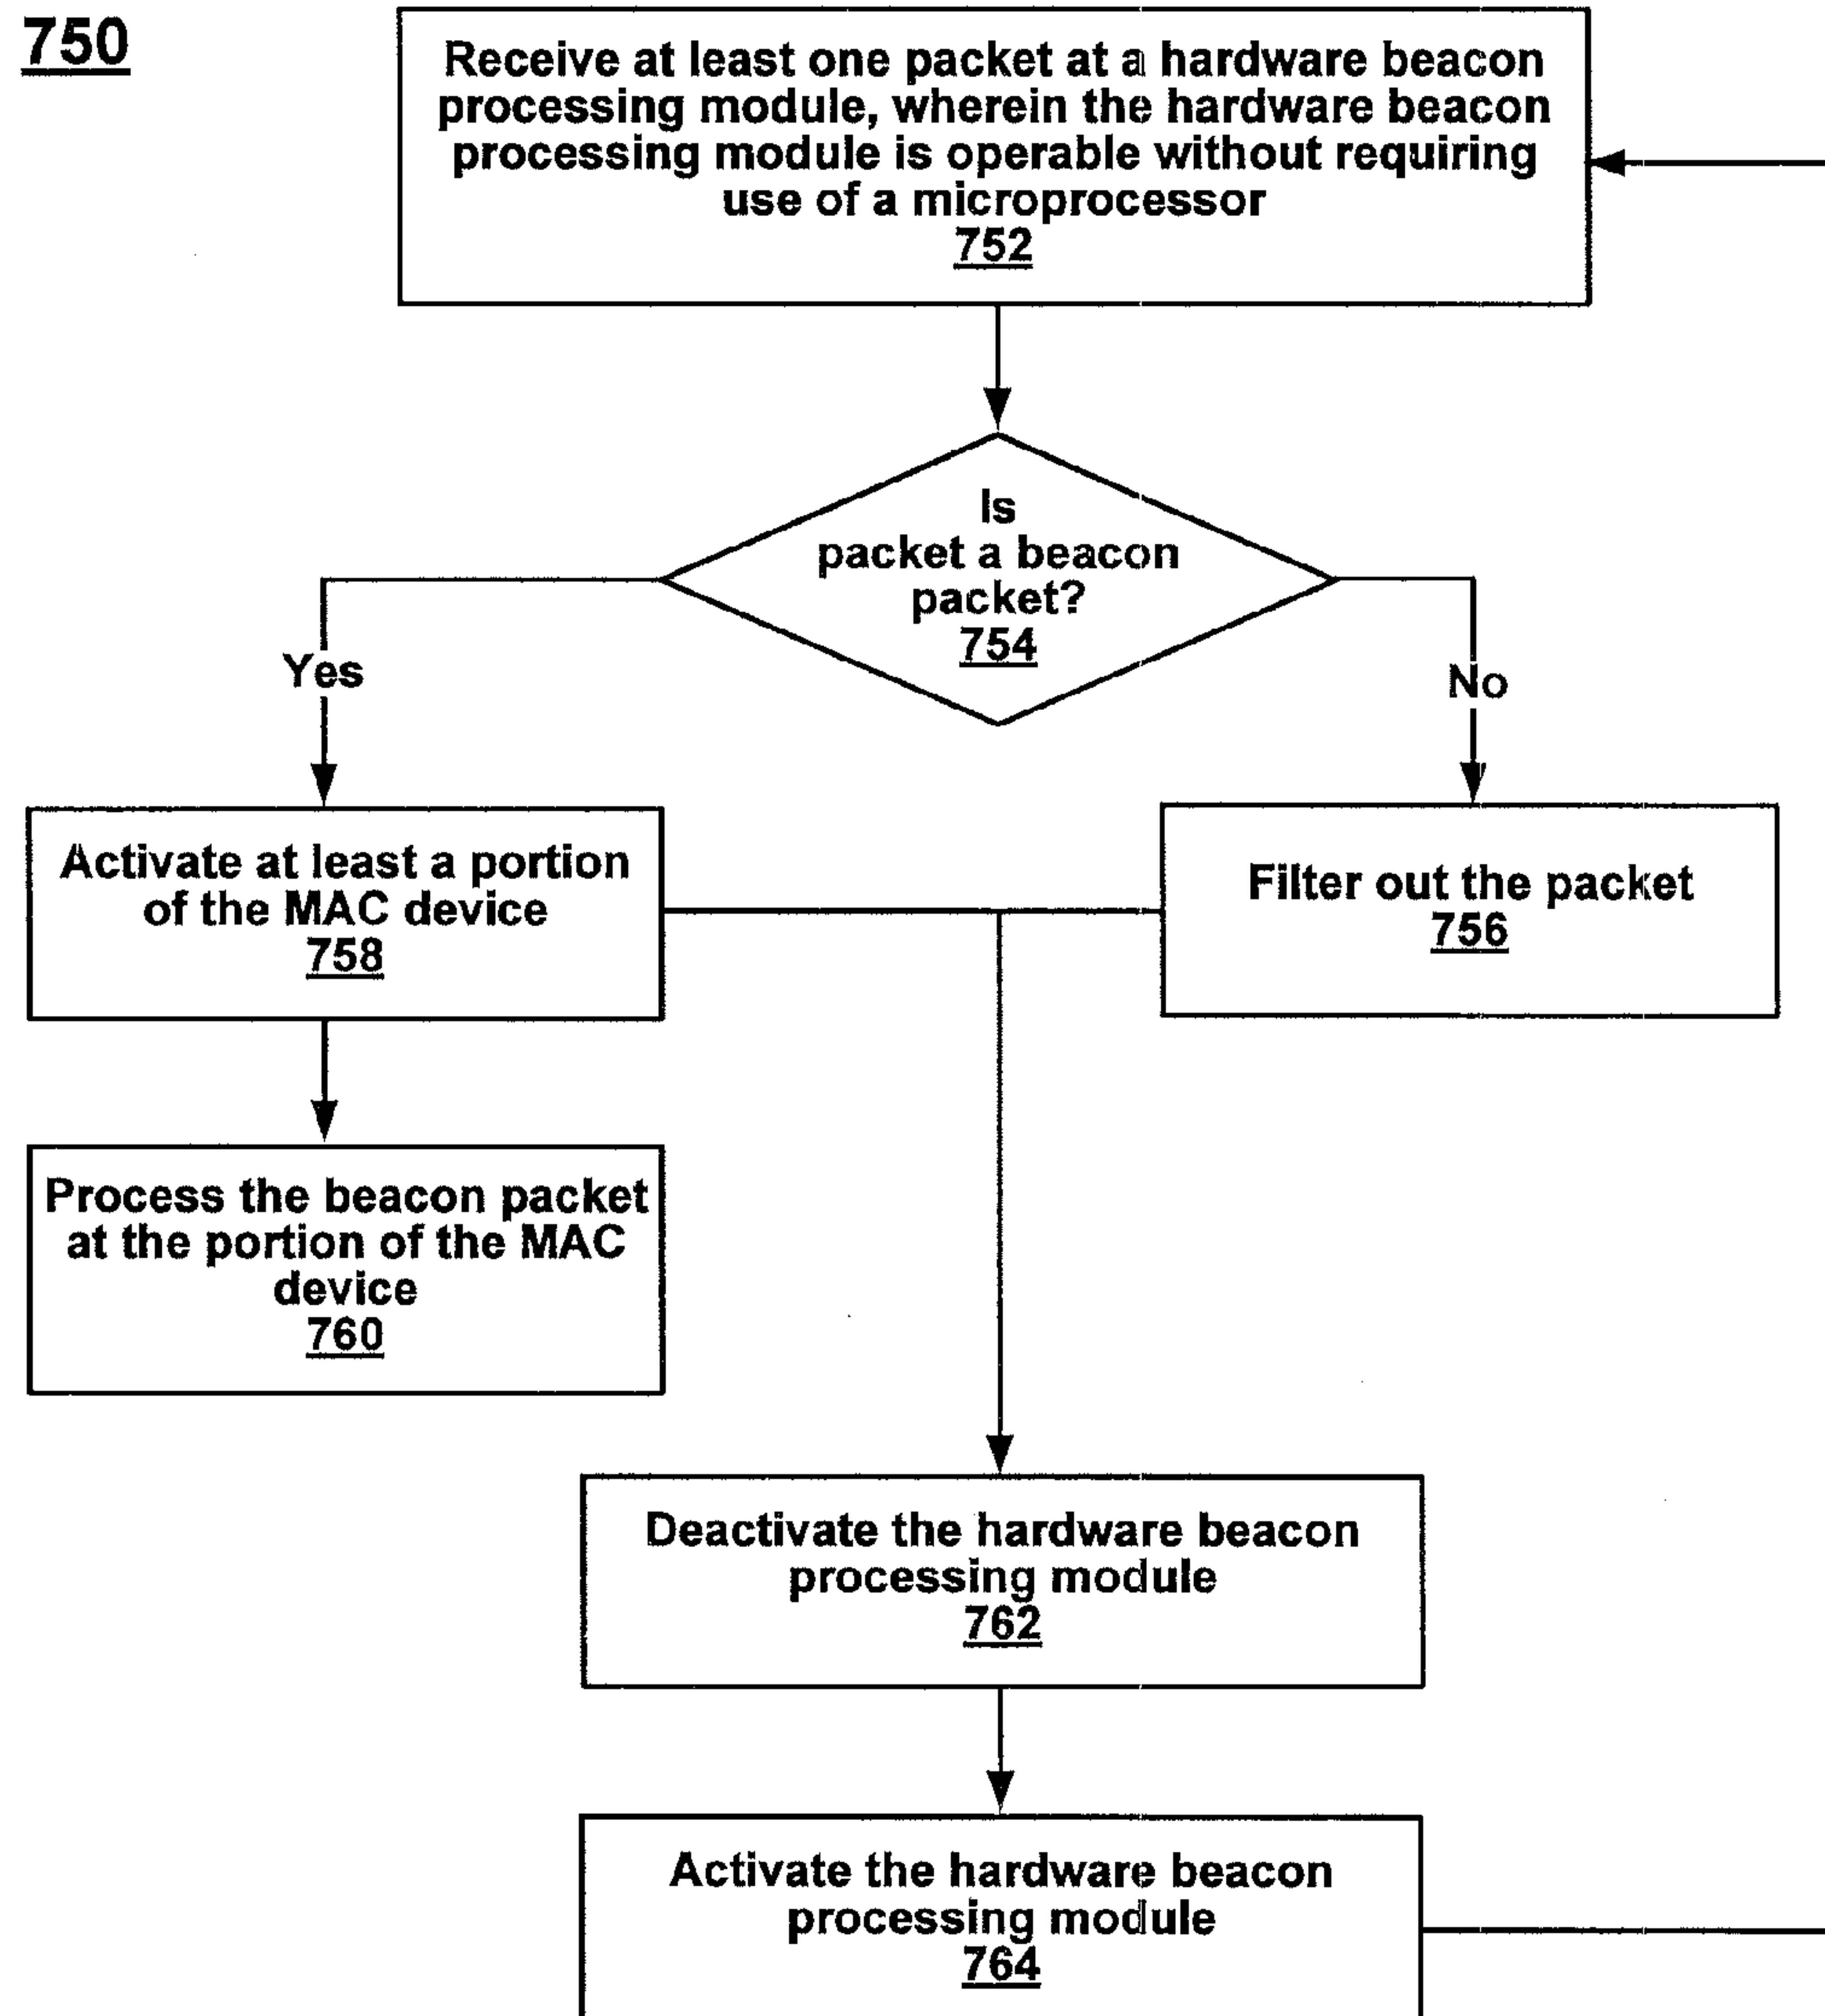 750
Receive at least one packet at a hardware beacon
processing module, wherein the hardware beacon
processing module is operable without requiring
use of a microprocessor
752
Is
packet a beacon
packet?
754
Yes
No
Activate at least a portion
of the MAC device
758
Filter out the packet
756
Process the beacon packet
at the portion of the MAC
device
760
Deactivate the hardware beacon
processing module
762
Activate the hardware beacon
processing module
764